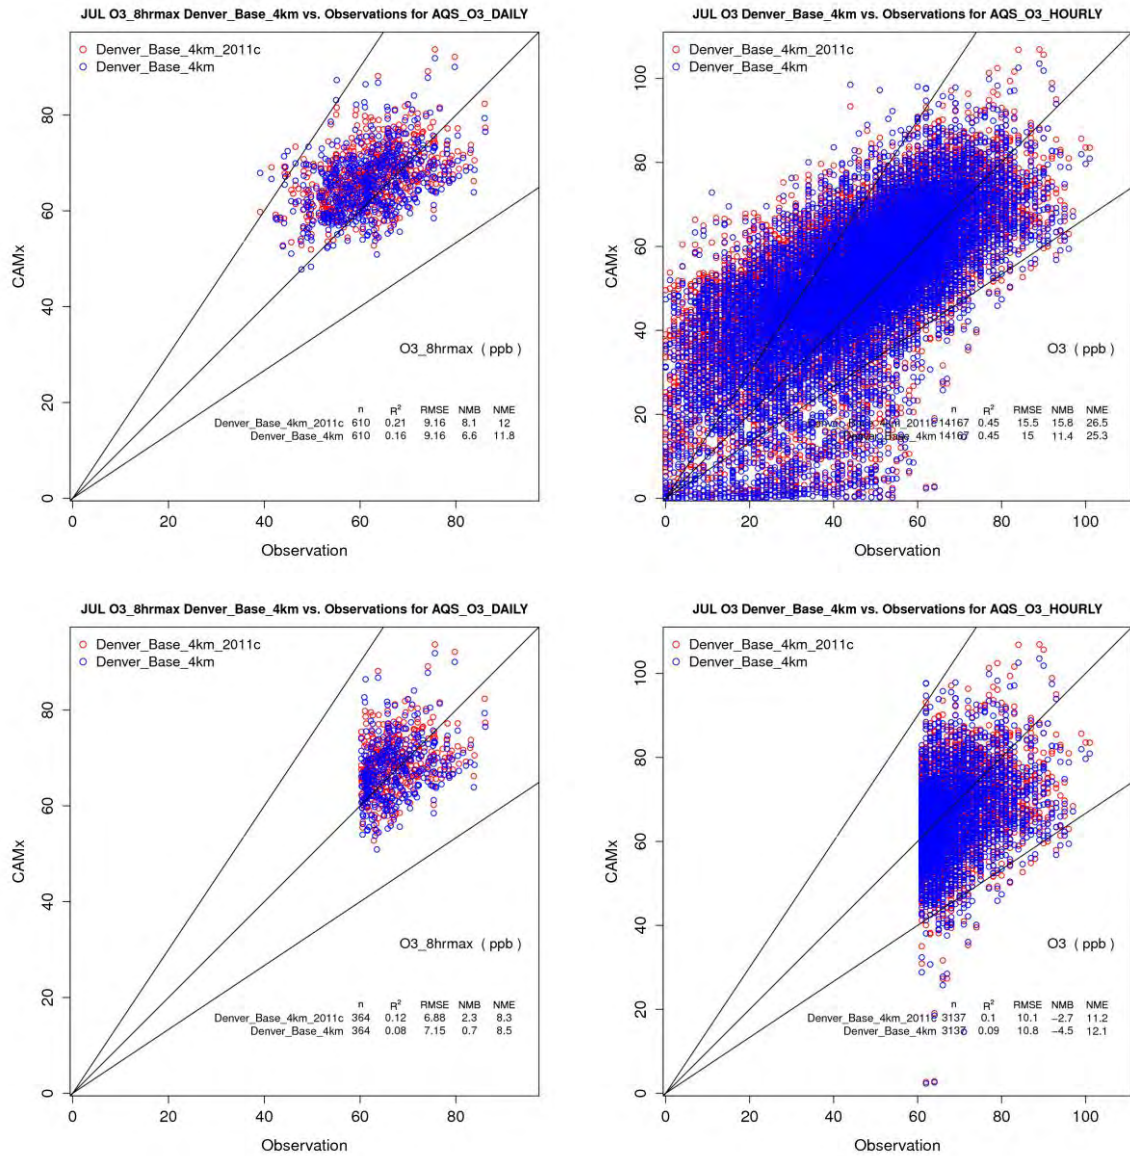 JUL O3_8hrmax Denver_Base_4km vs. Observations for AQS_O3_DAILY
Denver_Base_4km_2011c
Denver_Base_4km
CAMx
80
60
40
20
0
O3_8hrmax ( ppb )
n R² RMSE NMB NME
Denver_Base_4km_2011c 610 0.21 9.16 8.1 12
Denver_Base_4km 610 0.16 9.16 6.6 11.8
0 20 40 60 80
Observation
JUL O3 Denver_Base_4km vs. Observations for AQS_O3_HOURLY
Denver_Base_4km_2011c
Denver_Base_4km
CAMx
100
80
60
40
20
0
O3 ( ppb )
n R² RMSE NMB NME
Denver_Base_4km_2011c 14167 0.45 15.5 15.8 26.5
Denver_Base_4km 14167 0.45 15 11.4 25.3
0 20 40 60 80 100
Observation
JUL O3_8hrmax Denver_Base_4km vs. Observations for AQS_O3_DAILY
Denver_Base_4km_2011c
Denver_Base_4km
CAMx
80
60
40
20
0
O3_8hrmax ( ppb )
n R² RMSE NMB NME
Denver_Base_4km_2011c 364 0.12 6.88 2.3 8.3
Denver_Base_4km 364 0.08 7.15 0.7 8.5
0 20 40 60 80
Observation
JUL O3 Denver_Base_4km vs. Observations for AQS_O3_HOURLY
Denver_Base_4km_2011c
Denver_Base_4km
CAMx
100
80
60
40
20
0
O3 ( ppb )
n R² RMSE NMB NME
Denver_Base_4km_2011c 3137 0.1 10.1 −2.7 11.2
Denver_Base_4km 3137 0.09 10.8 −4.5 12.1
0 20 40 60 80 100
Observation